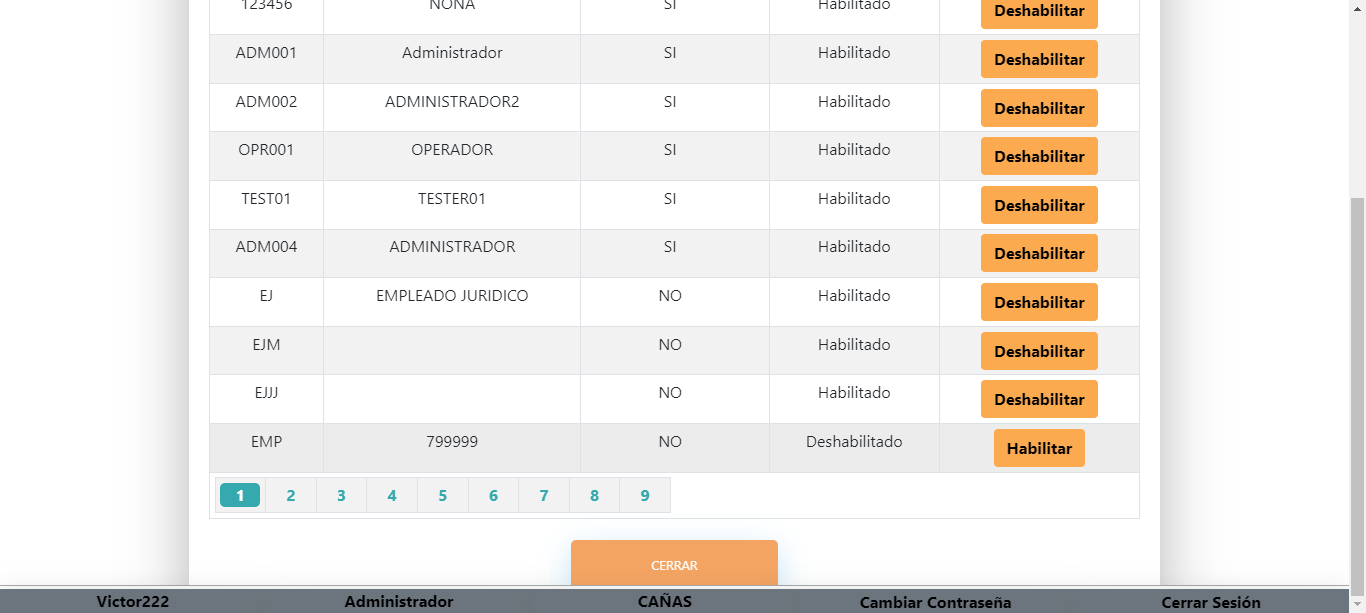 123456 NONA SI Habilitado Deshabilitar
ADM001 Administrador SI Habilitado Deshabilitar
ADM002 ADMINISTRADOR2 SI Habilitado Deshabilitar
OPR001 OPERADOR SI Habilitado Deshabilitar
TEST01 TESTER01 SI Habilitado Deshabilitar
ADM004 ADMINISTRADOR SI Habilitado Deshabilitar
EJ EMPLEADO JURIDICO NO Habilitado Deshabilitar
EJM NO Habilitado Deshabilitar
EJJJ NO Habilitado Deshabilitar
EMP 799999 NO Deshabilitado Habilitar
1 2 3 4 5 6 7 8 9
CERRAR
Victor222 Administrador CAÑAS Cambiar Contraseña Cerrar Sesión